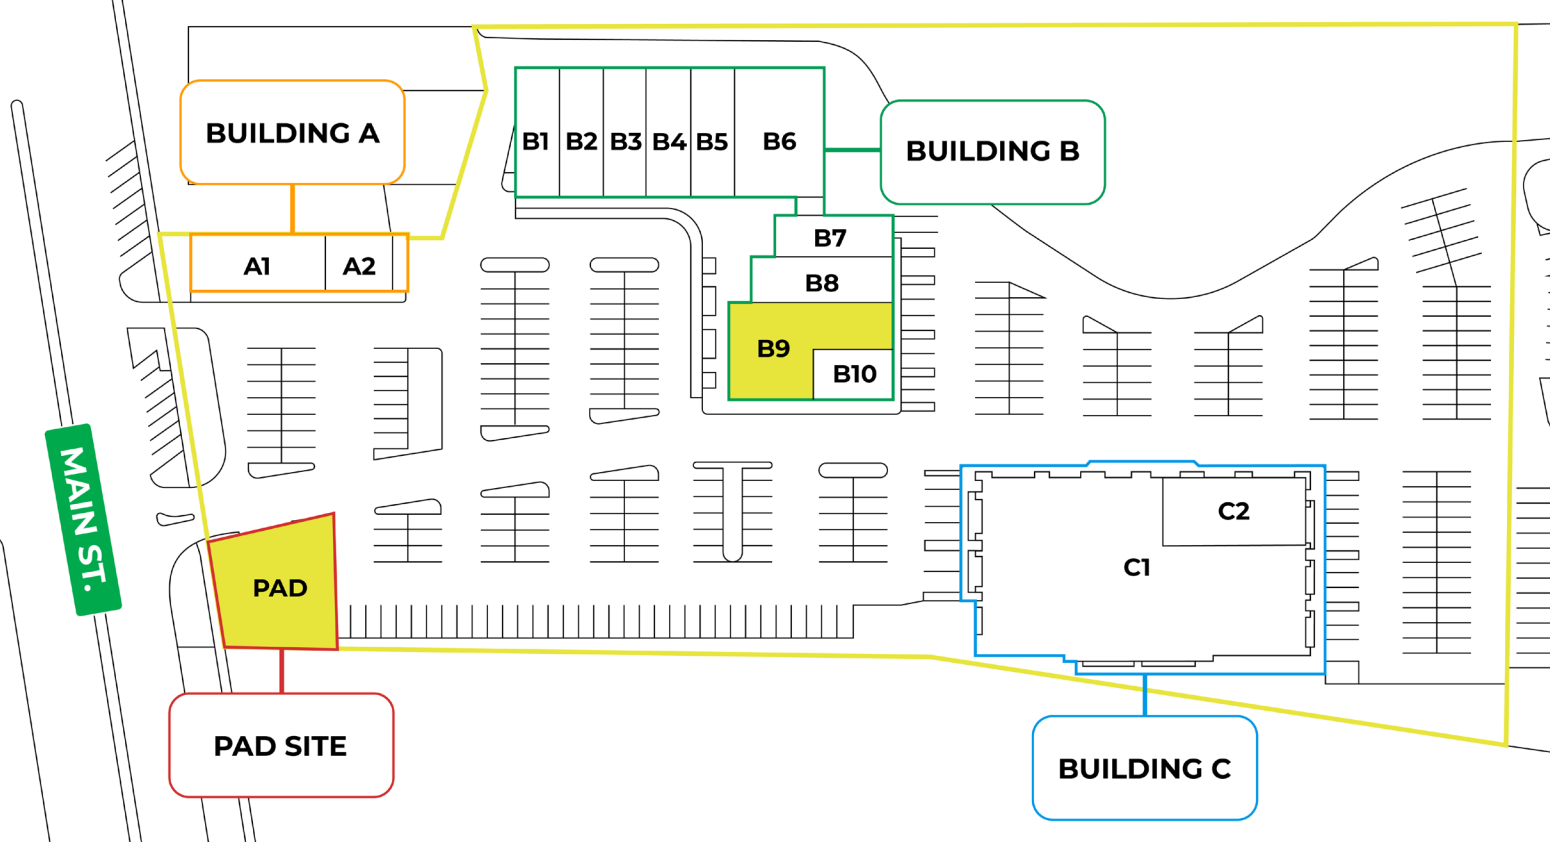 BUILDING A
B1 B2 B3 B4 B5 B6
BUILDING B
A1 A2
B7
B8
B9
B10
MAIN ST.
C2
C1
PAD
PAD SITE
BUILDING C